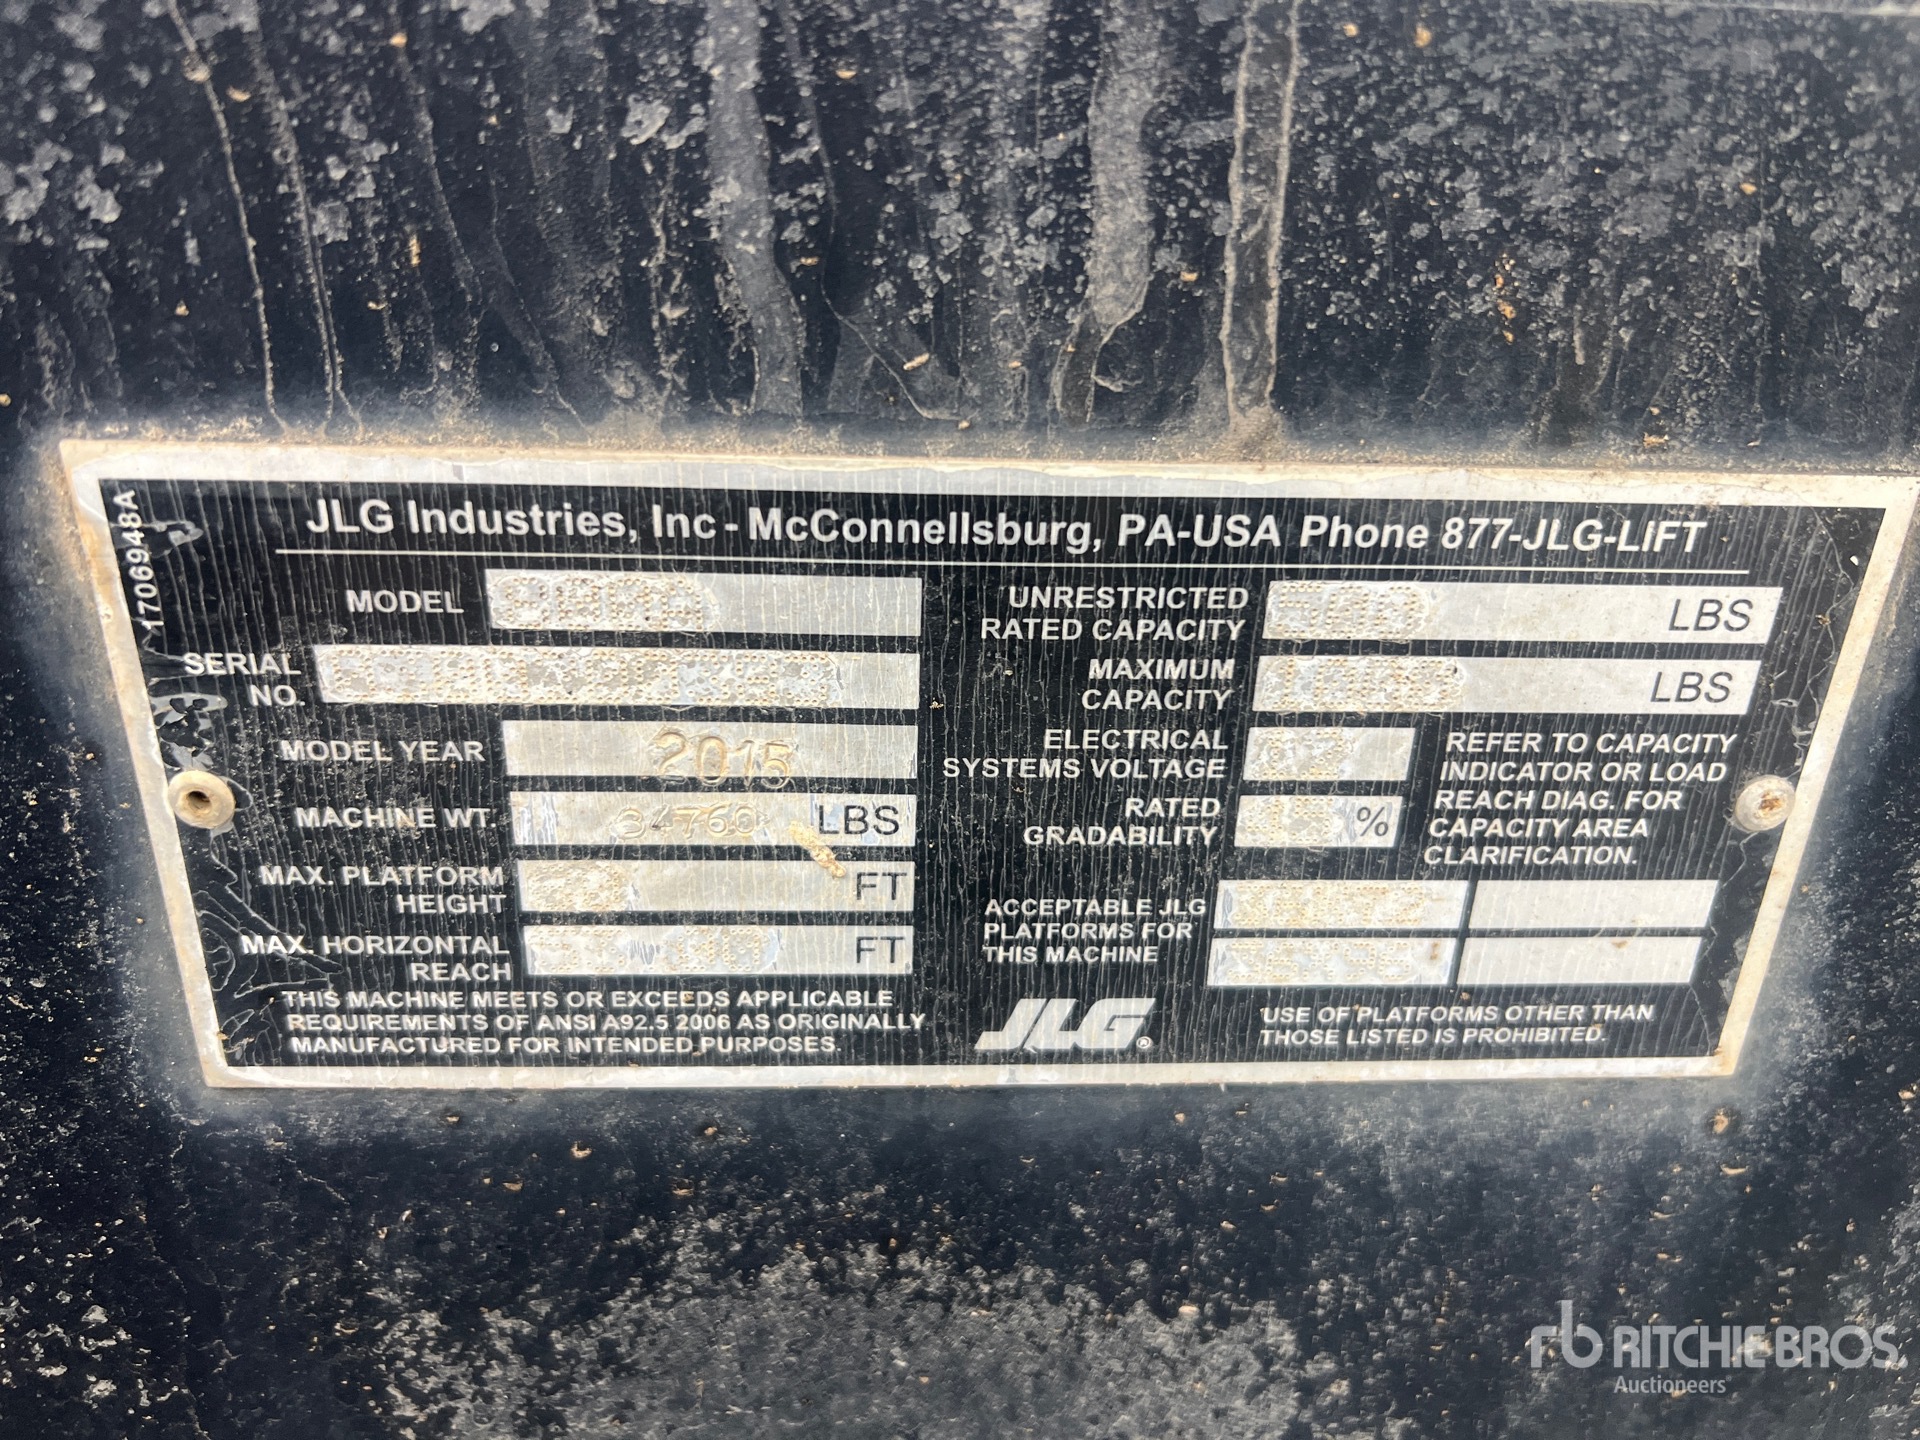 1706948A
JLG Industries, Inc - McConnellsburg, PA-USA Phone 877-JLG-LiFT
MODEL
SERIAL
NO.
MODEL YEAR 2015
MACHINE WT. 34760 LBS
MAX. PLATFORM
HEIGHT FT
MAX. HORIZONTAL
REACH FT
THIS MACHINE MEETS OR EXCEEDS APPLICABLE
REQUIREMENTS OF ANSI A92.5 2006 AS ORIGINALLY
MANUFACTURED FOR INTENDED PURPOSES.
UNRESTRICTED
RATED CAPACITY LBS
MAXIMUM
CAPACITY LBS
ELECTRICAL
SYSTEMS VOLTAGE
RATED
GRADABILITY %
REFER TO CAPACITY
INDICATOR OR LOAD
REACH DIAG. FOR
CAPACITY AREA
CLARIFICATION.
ACCEPTABLE JLG
PLATFORMS FOR
THIS MACHINE
JLG®
USE OF PLATFORMS OTHER THAN
THOSE LISTED IS PROHIBITED.
rb RITCHIE BROS.
Auctioneers